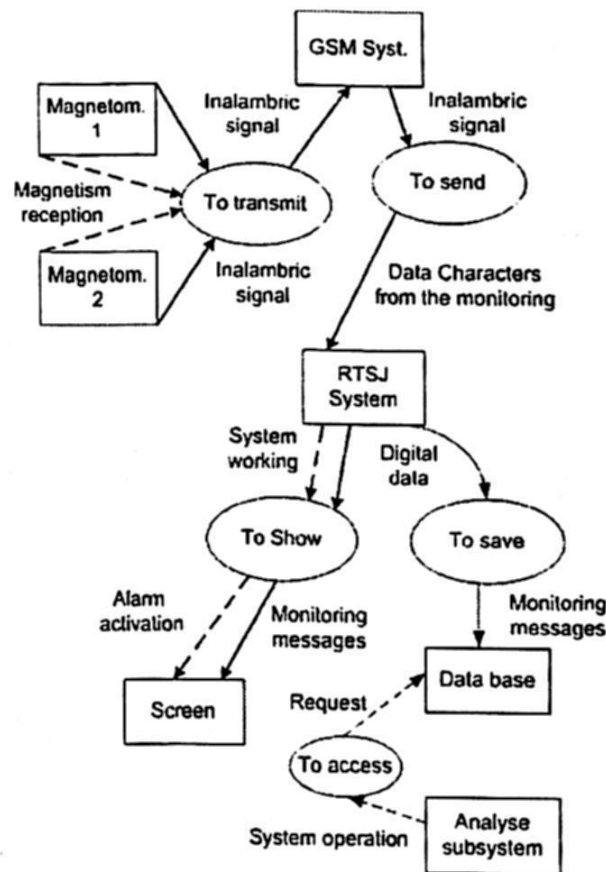 GSM Syst.
Magnetom.
1
Inalambric
signal
Inalambric
signal
To transmit
To send
Magnetism
reception
Magnetom.
2
Inalambric
signal
Data Characters
from the monitoring
RTSJ
System
System
working
Digital
data
To Show
To save
Alarm
activation
Monitoring
messages
Monitoring
messages
Screen
Data base
Request
To access
System operation
Analyse
subsystem